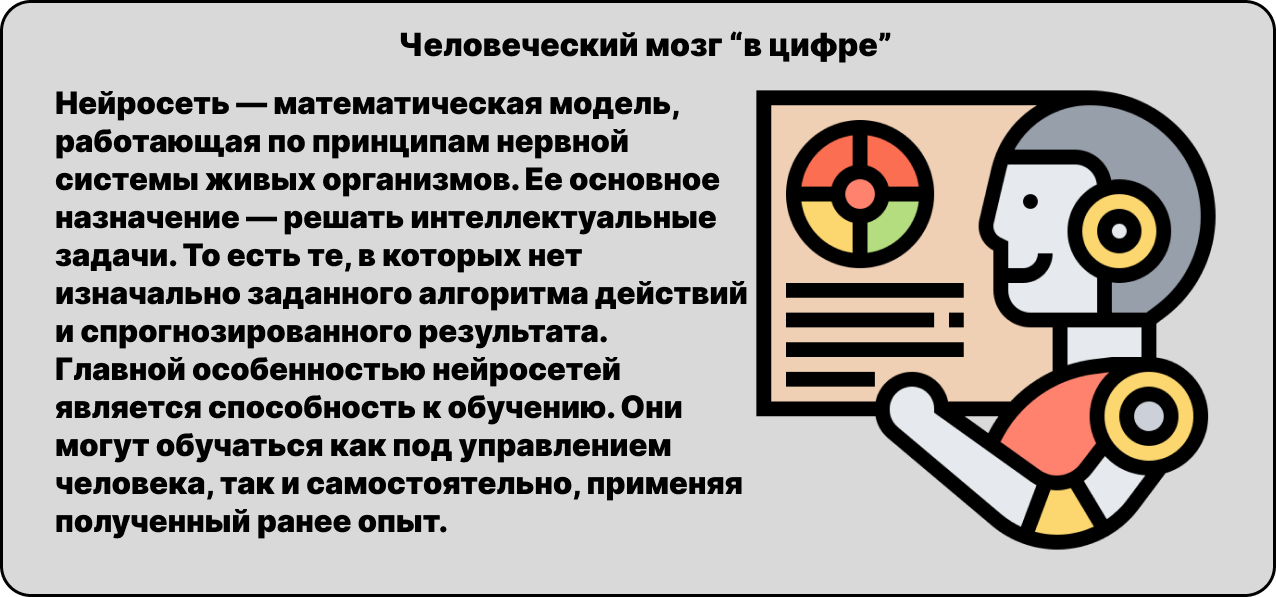 Человеческий мозг “в цифре”
Нейросеть — математическая модель,
работающая по принципам нервной
системы живых организмов. Ее основное
назначение — решать интеллектуальные
задачи. То есть те, в которых нет
изначально заданного алгоритма действий
и спрогнозированного результата.
Главной особенностью нейросетей
является способность к обучению. Они
могут обучаться как под управлением
человека, так и самостоятельно, применяя
полученный ранее опыт.